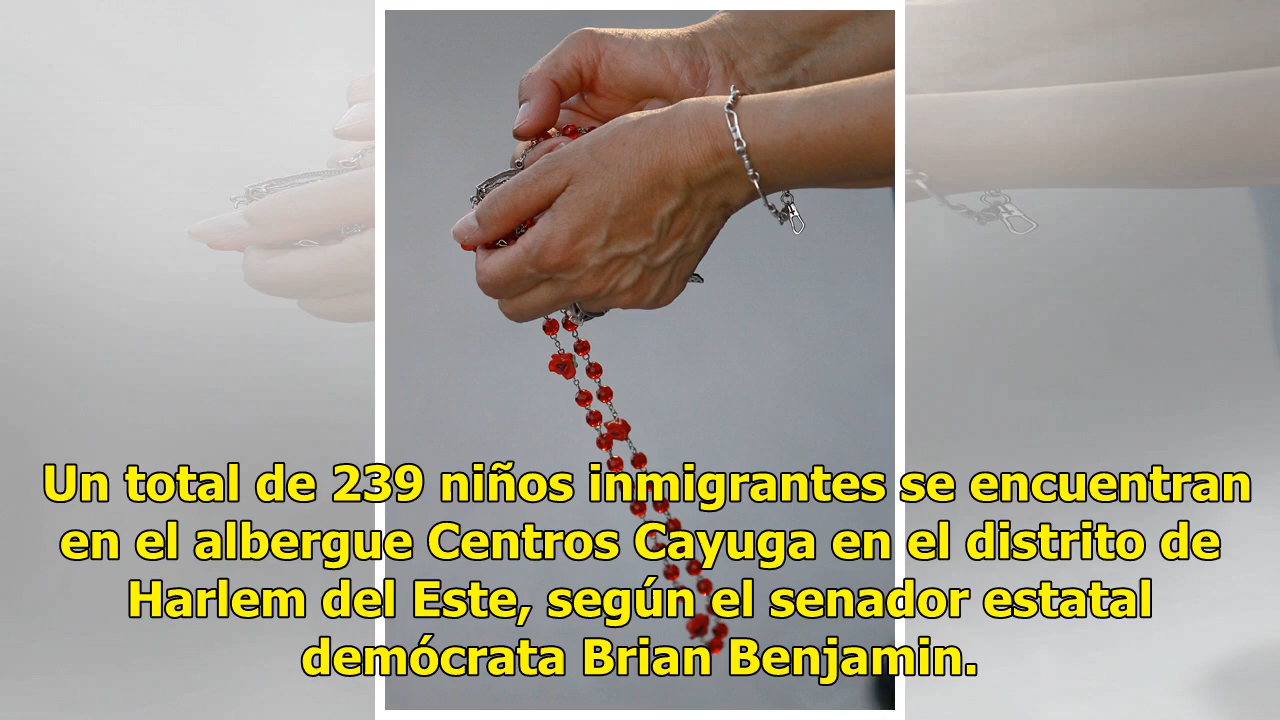 Un total de 239 niños inmigrantes se encuentran
en el albergue Centros Cayuga en el distrito de
Harlem del Este, según el senador estatal
demócrata Brian Benjamin.